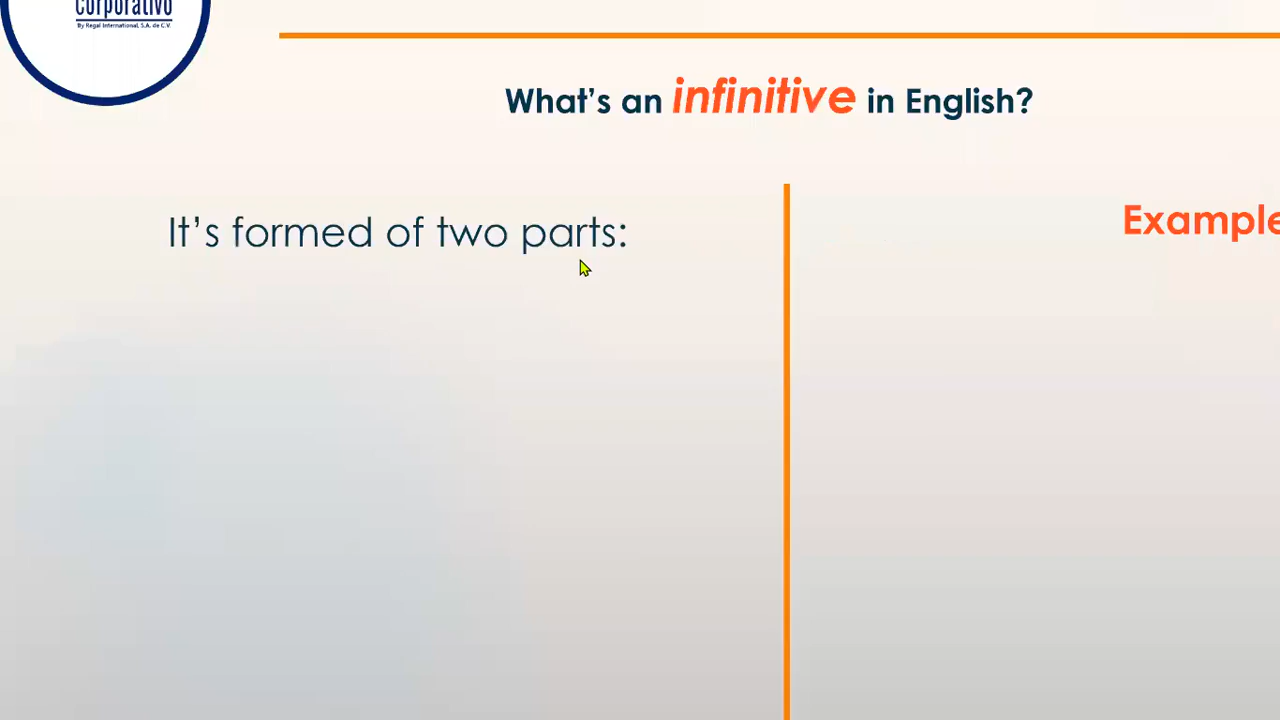 corporativo
By Regal International, S.A. de C.V.
What's an infinitive in English?
It's formed of two parts:
Example